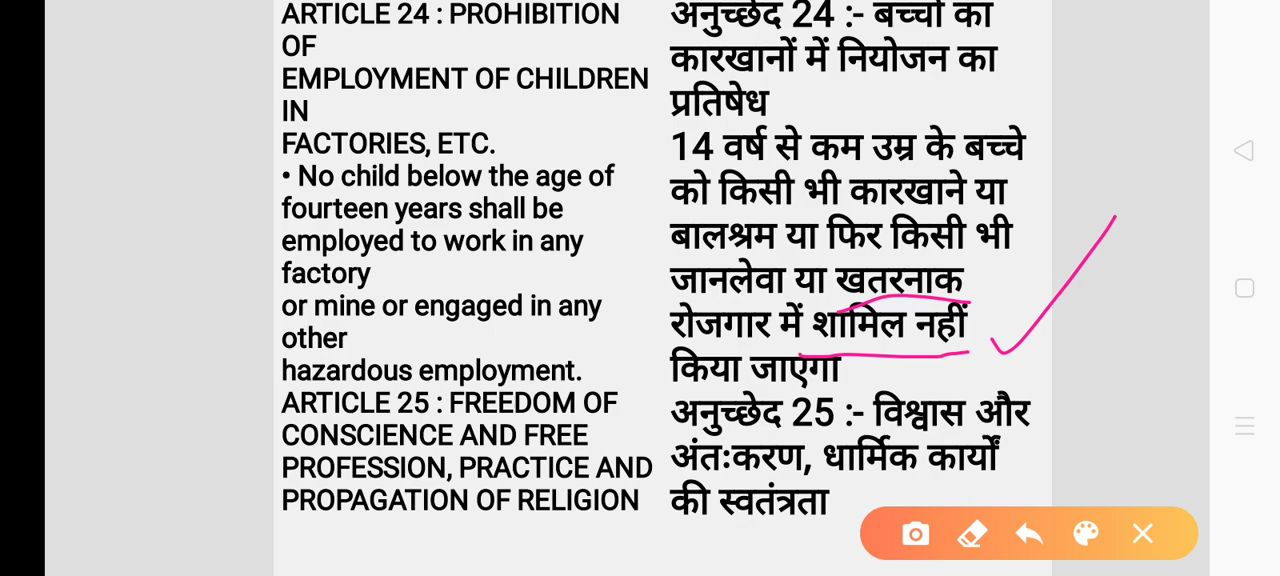 ARTICLE 24 : PROHIBITION
OF
EMPLOYMENT OF CHILDREN
IN
FACTORIES, ETC.
• No child below the age of
fourteen years shall be
employed to work in any
factory
or mine or engaged in any
other
hazardous employment.
ARTICLE 25 : FREEDOM OF
CONSCIENCE AND FREE
PROFESSION, PRACTICE AND
PROPAGATION OF RELIGION
अनुच्छेद 24 :- बच्चों का
कारखानों में नियोजन का
प्रतिषेध
14 वर्ष से कम उम्र के बच्चे
को किसी भी कारखाने या
बालश्रम या फिर किसी भी
जानलेवा या खतरनाक
रोजगार में शामिल नहीं
किया जाएगा
अनुच्छेद 25 :- विश्वास और
अंतःकरण, धार्मिक कार्यों
की स्वतंत्रता